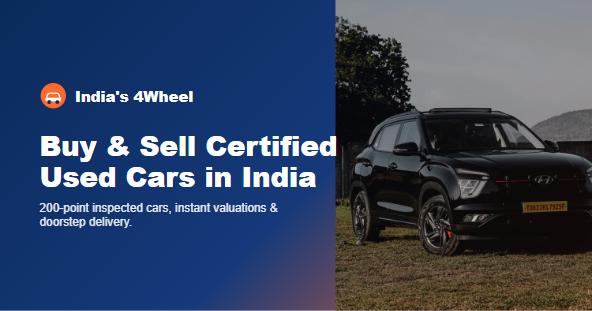 India's 4Wheel
Buy & Sell Certified
Used Cars in India
200-point inspected cars, instant valuations &
doorstep delivery.